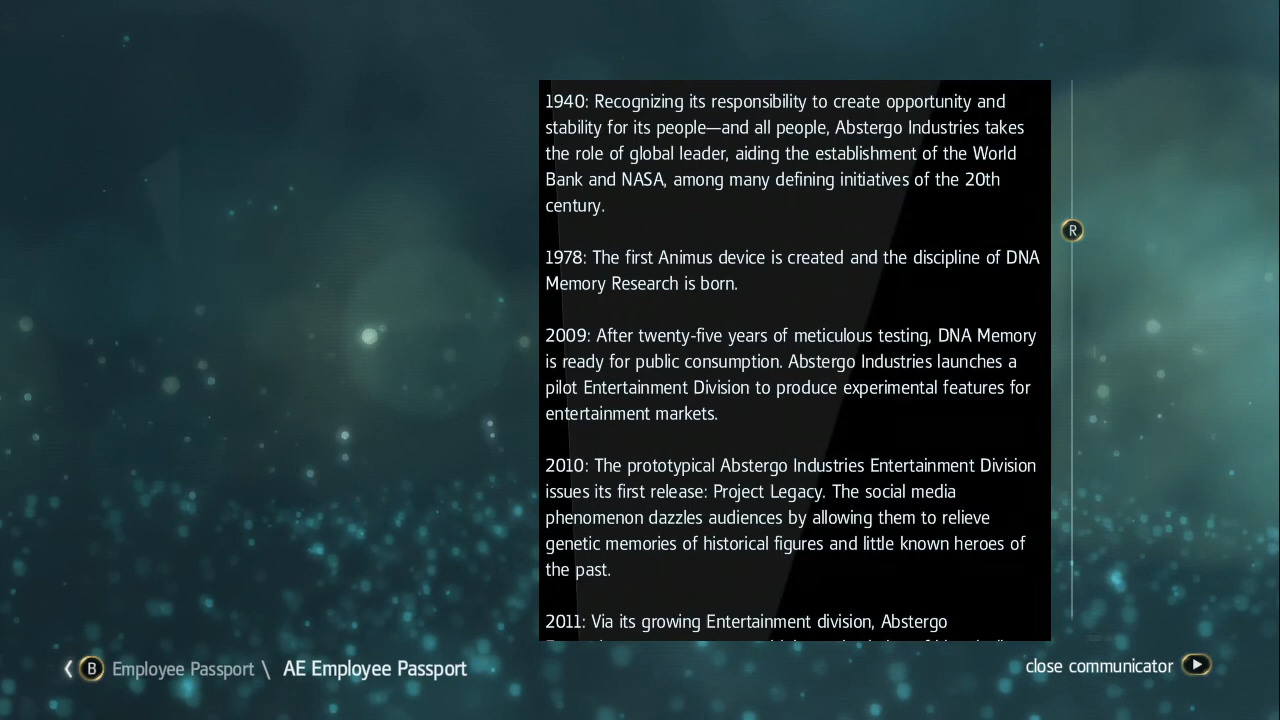 1940: Recognizing its responsibility to create opportunity and
stability for its people—and all people, Abstergo Industries takes
the role of global leader, aiding the establishment of the World
Bank and NASA, among many defining initiatives of the 20th
century.
1978: The first Animus device is created and the discipline of DNA
Memory Research is born.
2009: After twenty-five years of meticulous testing, DNA Memory
is ready for public consumption. Abstergo Industries launches a
pilot Entertainment Division to produce experimental features for
entertainment markets.
2010: The prototypical Abstergo Industries Entertainment Division
issues its first release: Project Legacy. The social media
phenomenon dazzles audiences by allowing them to relieve
genetic memories of historical figures and little known heroes of
the past.
2011: Via its growing Entertainment division, Abstergo
R
B Employee Passport \ AE Employee Passport
close communicator